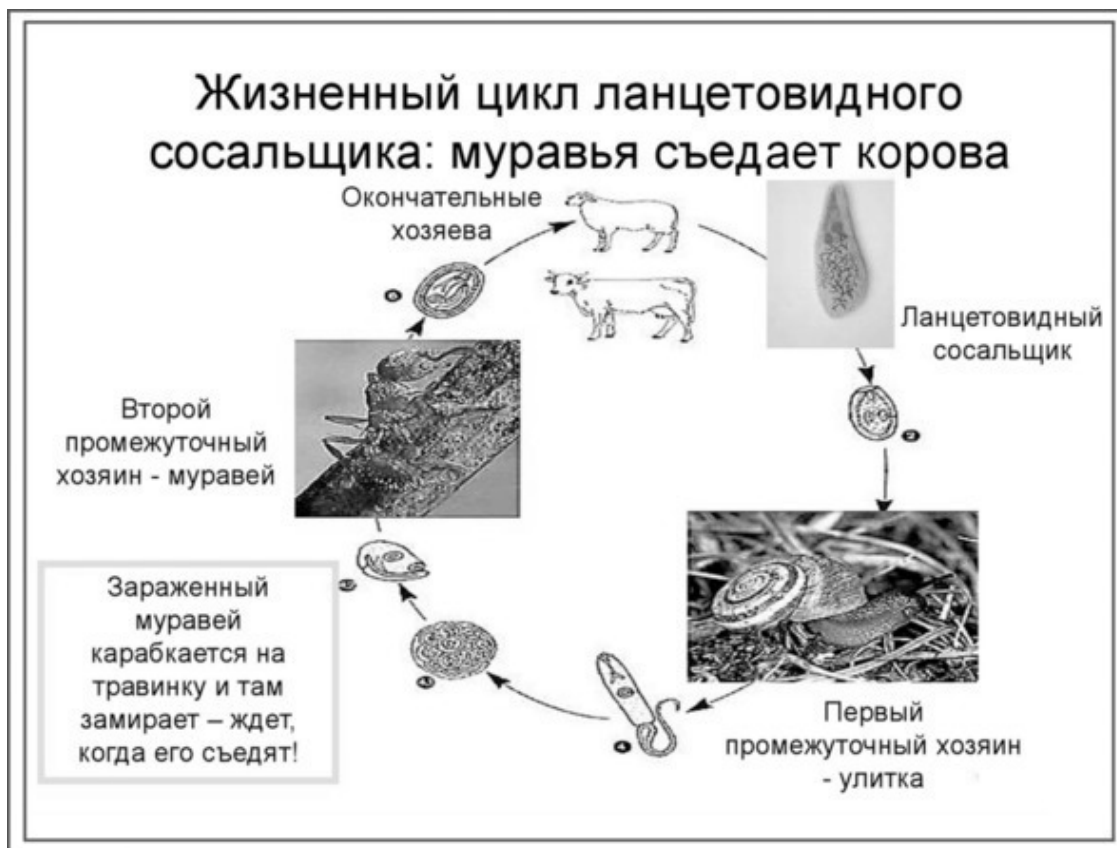 Жизненный цикл ланцетовидного
сосальщика: муравья съедает корова
Окончательные
хозяева
Ланцетовидный
сосальщик
Второй
промежуточный
хозяин - муравей
Зараженный
муравей
карабкается на
травинку и там
замирает – ждет,
когда его съедят!
Первый
промежуточный хозяин
- улитка